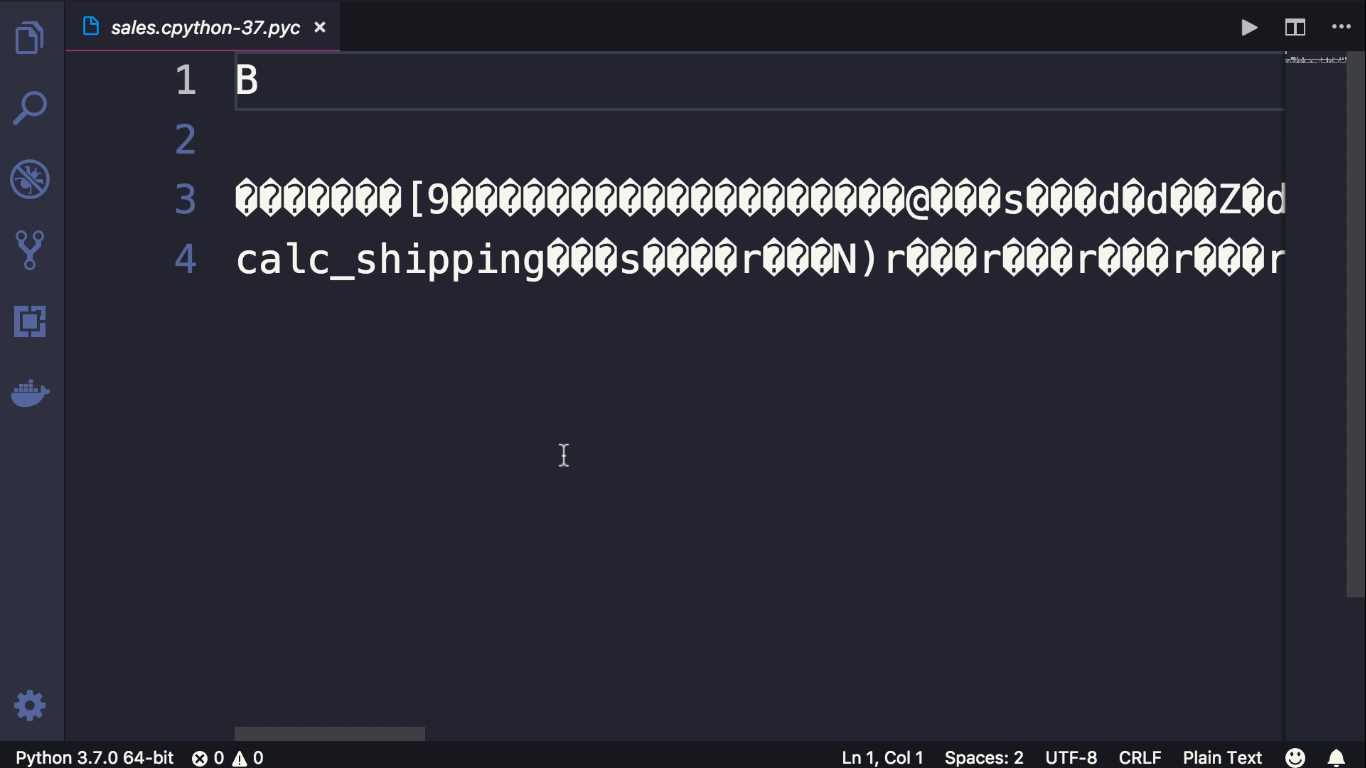 sales.cpython-37.pyc
1 B
2
3 �������[9�������������������@���s���d�d��Z�d
4 calc_shipping���s����r���N)r���r���r���r���r
Python 3.7.0 64-bit 0 0 Ln 1, Col 1 Spaces: 2 UTF-8 CRLF Plain Text